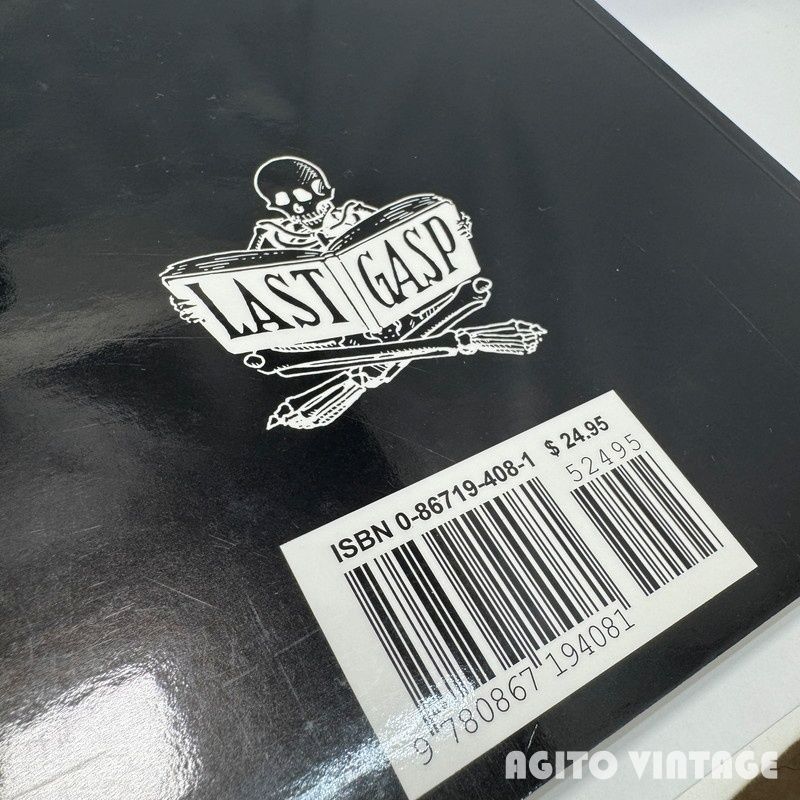 LAST GASP
ISBN 0-86719-408-1 $ 24.95
52495
9 780867 194081
AGITO VINTAGE